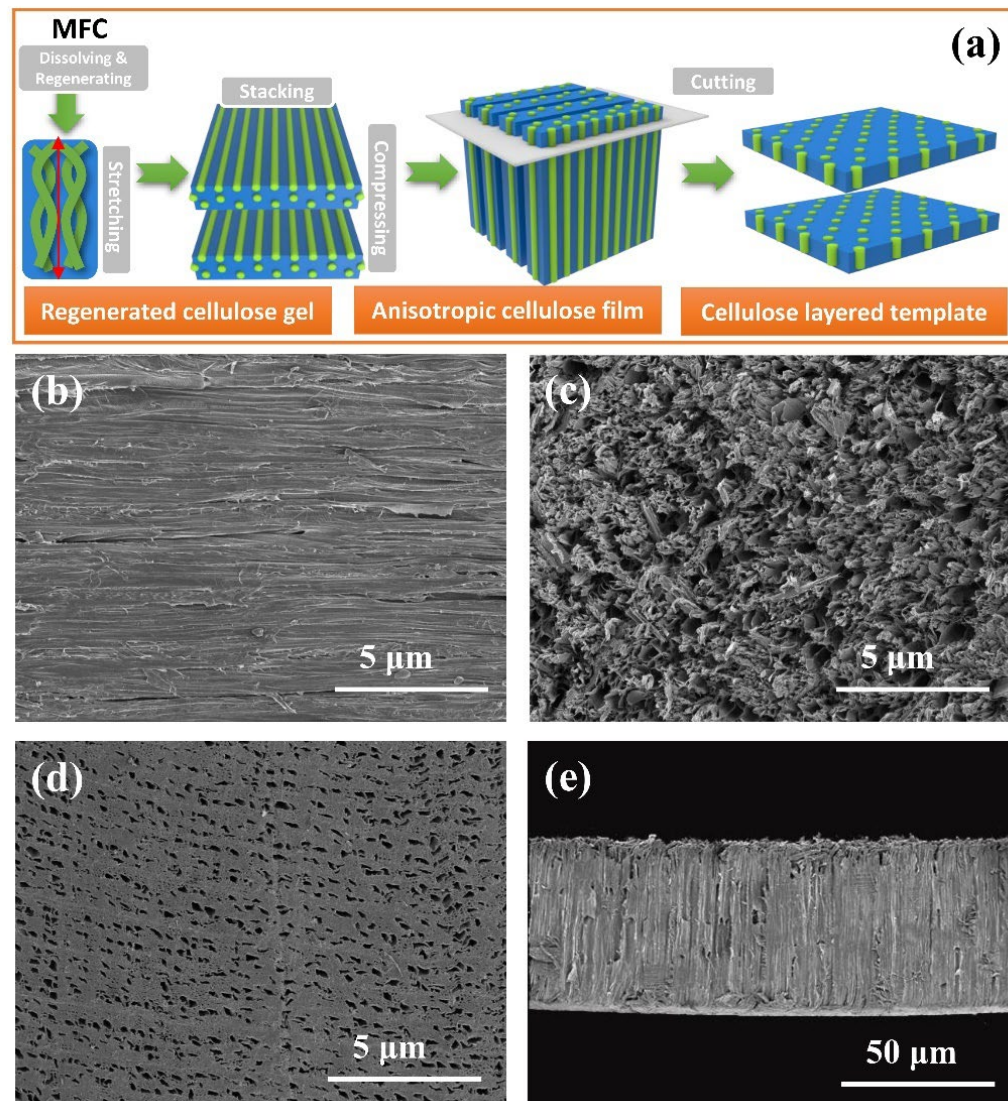 MFC
Dissolving &
Regenerating
Stretching
Stacking
Compressing
Cutting
(a)
Regenerated cellulose gel
Anisotropic cellulose film
Cellulose layered template
(b)
5 μm
(c)
5 μm
(d)
5 μm
(e)
50 μm